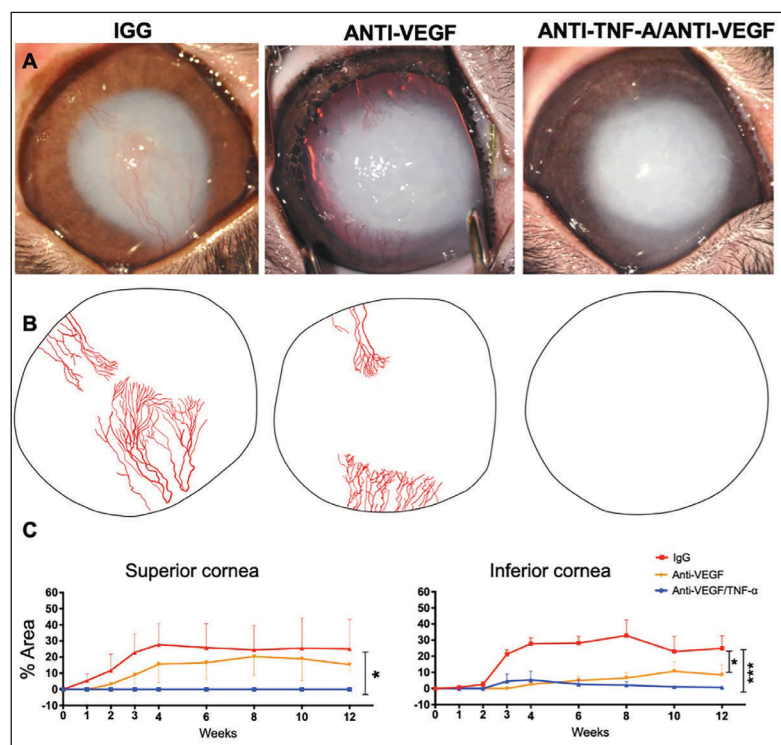 IGG ANTI-VEGF ANTI-TNF-A/ANTI-VEGF
A
B
C
Superior cornea Inferior cornea
IgG
Anti-VEGF
Anti-VEGF/TNF-α
% Area
60
50
40
30
20
10
0
-10
0 1 2 3 4 6 8 10 12
Weeks
*
60
50
40
30
20
10
0
-10
0 1 2 3 4 6 8 10 12
Weeks
*
***